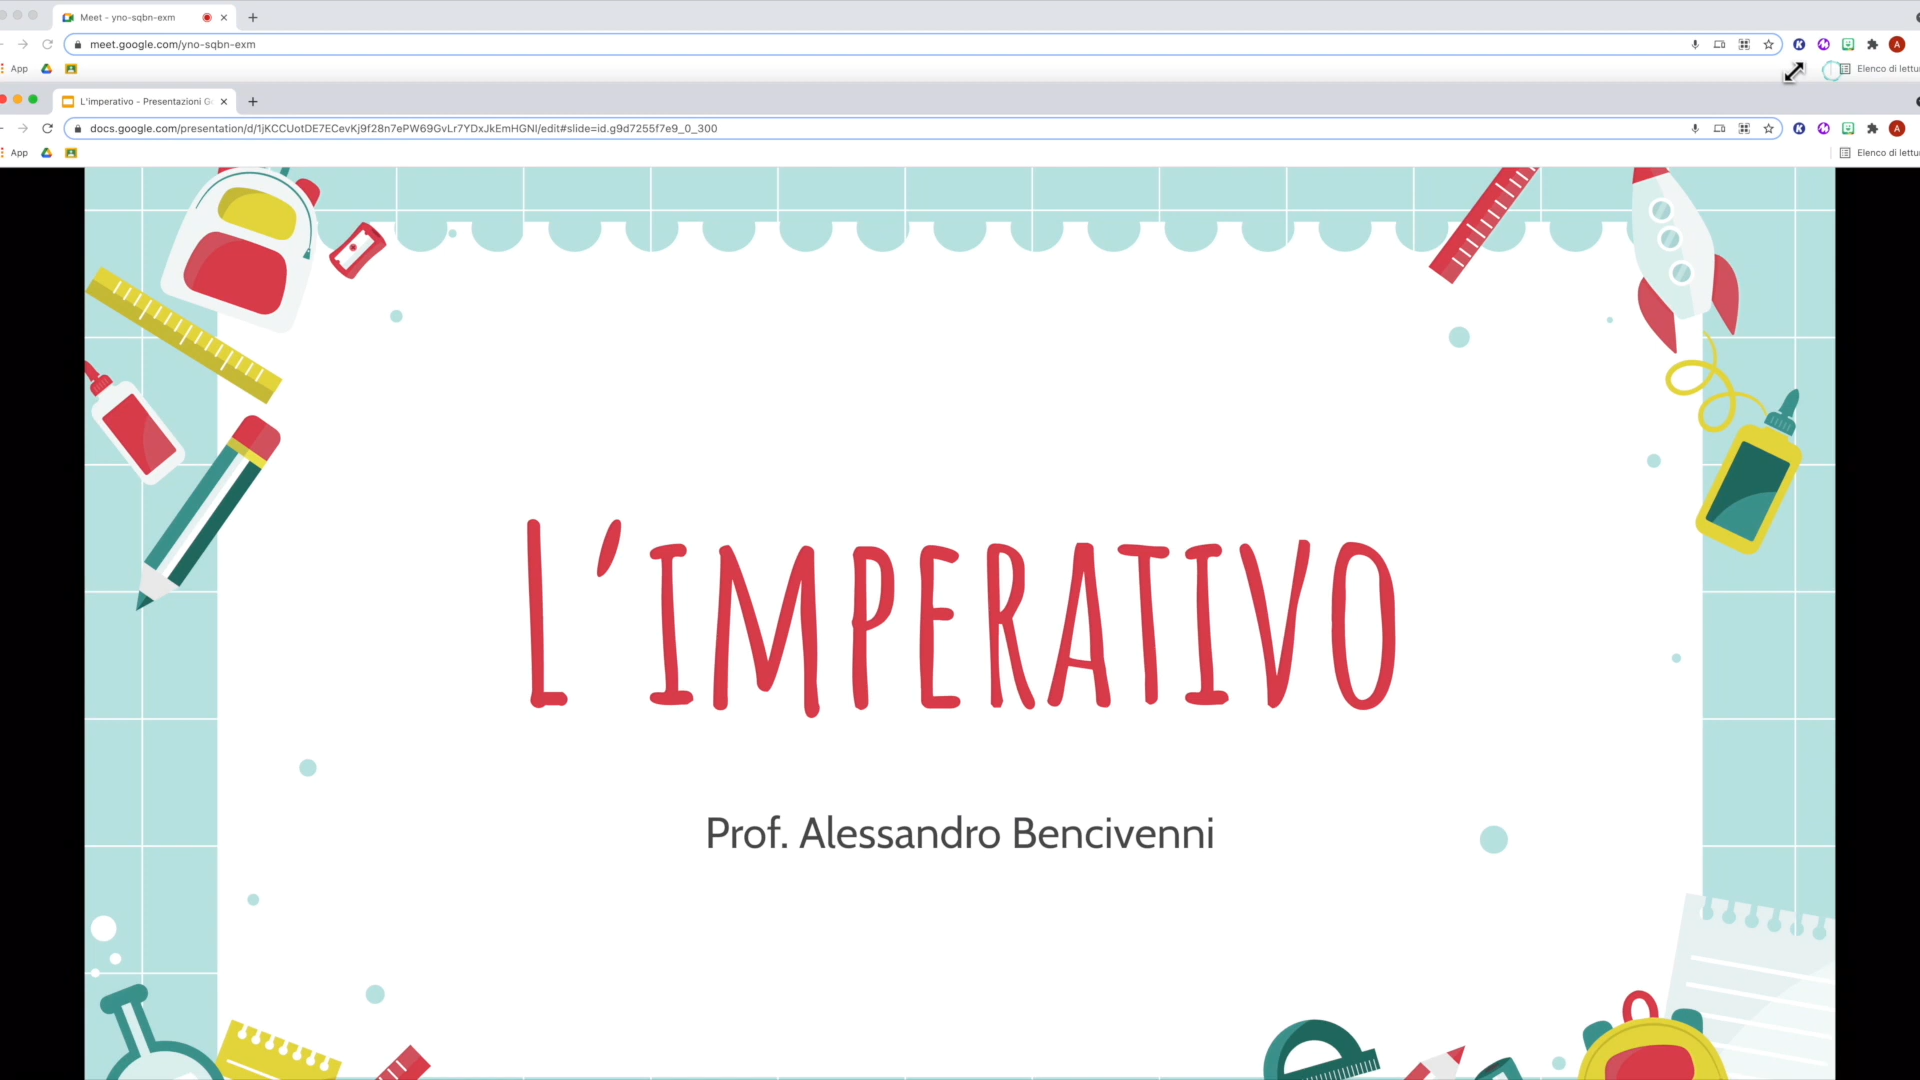 Meet - yno-sqbn-exm
meet.google.com/yno-sqbn-exm
App
Elenco di lettu
L'imperativo - Presentazioni G
docs.google.com/presentation/d/1jKCCUotDE7ECevKj9f28n7ePW69GvLr7YDxJkEmHGNI/edit#slide=id.g9d7255f7e9_0_300
App
Elenco di lettu
L'IMPERATIVO
Prof. Alessandro Bencivenni